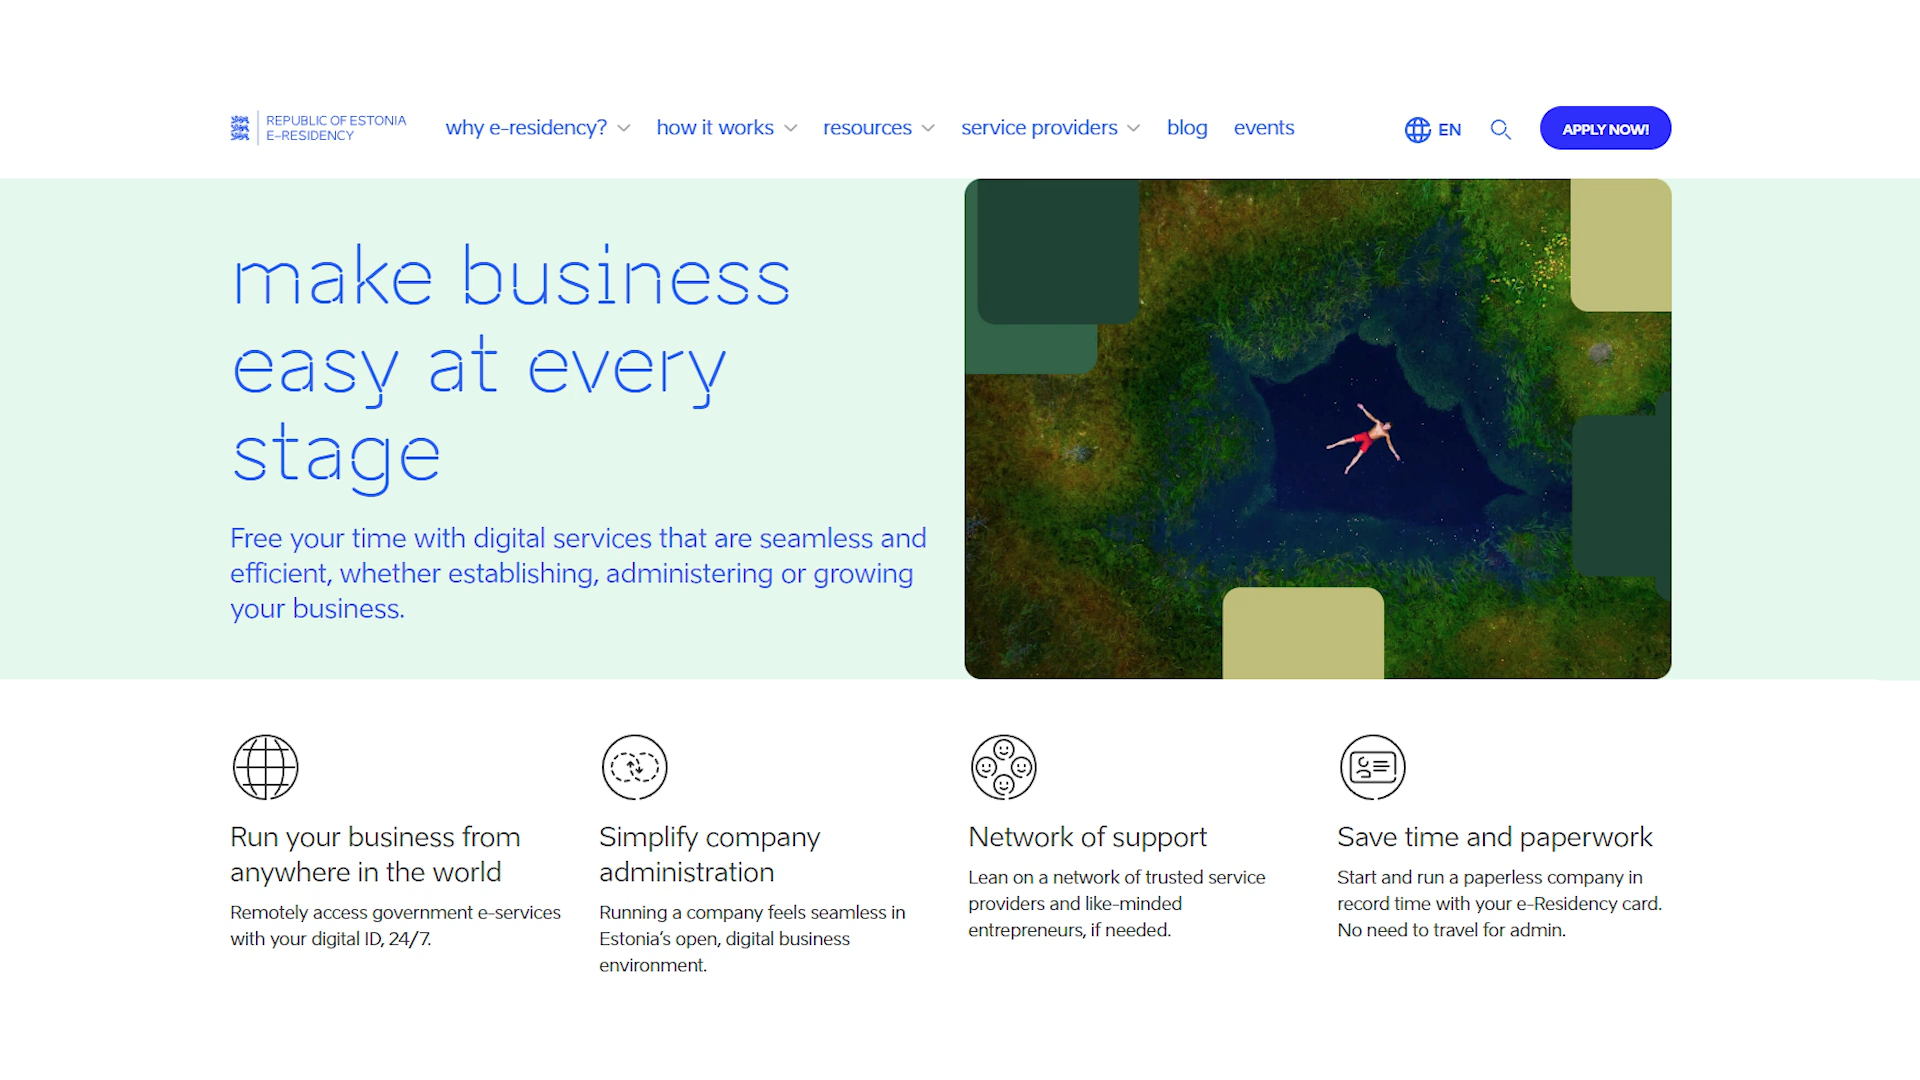 REPUBLIC OF ESTONIA
E-RESIDENCY
why e-residency?
how it works
resources
service providers
blog
events
EN
APPLY NOW!
make business
easy at every
stage
Free your time with digital services that are seamless and
efficient, whether establishing, administering or growing
your business.
Run your business from
anywhere in the world
Remotely access government e-services
with your digital ID, 24/7.
Simplify company
administration
Running a company feels seamless in
Estonia’s open, digital business
environment.
Network of support
Lean on a network of trusted service
providers and like-minded
entrepreneurs, if needed.
Save time and paperwork
Start and run a paperless company in
record time with your e-Residency card.
No need to travel for admin.